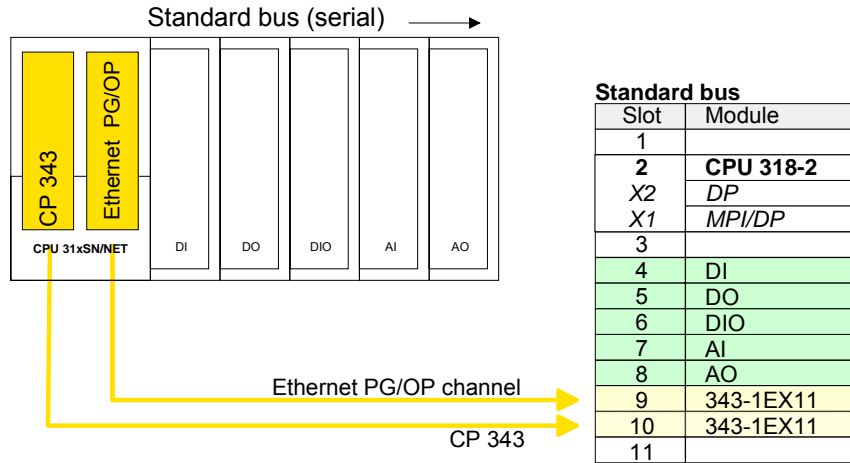 Standard bus (serial)
CP 343
Ethernet PG/OP
CPU 31xSN/NET
DI
DO
DIO
AI
AO
Ethernet PG/OP channel
CP 343
Standard bus
Slot Module
1
2 CPU 318-2
X2 DP
X1 MPI/DP
3
4 DI
5 DO
6 DIO
7 AI
8 AO
9 343-1EX11
10 343-1EX11
11